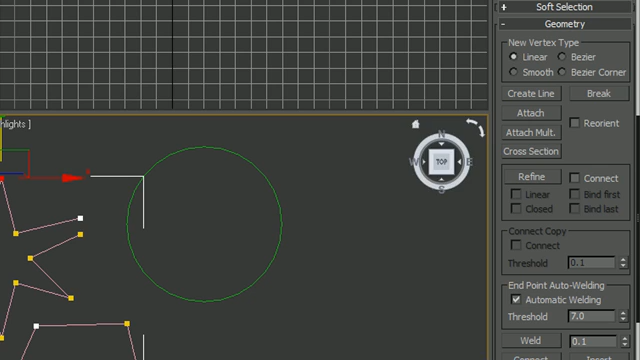 + Soft Selection
- Geometry
New Vertex Type
Linear Bezier
Smooth Bezier Corner
Create Line Break
Attach
Reorient
Attach Mult.
Cross Section
Refine Connect
Linear Bind first
Closed Bind last
Connect Copy
Connect
Threshold 0.1
End Point Auto-Welding
Automatic Welding
Threshold 7.0
Weld 0.1
Connect Insert
hlights ]
N
W TOP E
S
x